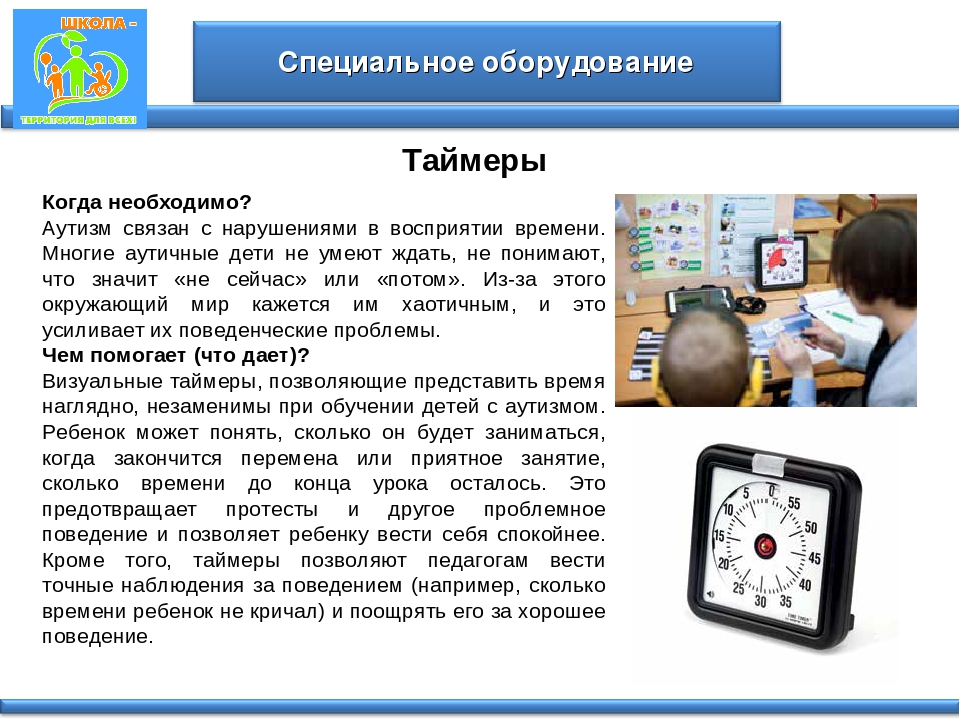 ШКОЛА -
ТЕРРИТОРИЯ ДЛЯ ВСЕХ!
Специальное оборудование
Таймеры
Когда необходимо?
Аутизм связан с нарушениями в восприятии времени.
Многие аутичные дети не умеют ждать, не понимают,
что значит «не сейчас» или «потом». Из-за этого
окружающий мир кажется им хаотичным, и это
усиливает их поведенческие проблемы.
Чем помогает (что дает)?
Визуальные таймеры, позволяющие представить время
наглядно, незаменимы при обучении детей с аутизмом.
Ребенок может понять, сколько он будет заниматься,
когда закончится перемена или приятное занятие,
сколько времени до конца урока осталось. Это
предотвращает протесты и другое проблемное
поведение и позволяет ребенку вести себя спокойнее.
Кроме того, таймеры позволяют педагогам вести
точные наблюдения за поведением (например, сколько
времени ребенок не кричал) и поощрять его за хорошее
поведение.
0
5
10
15
20
25
30
35
40
45
50
55
TIME TIMER